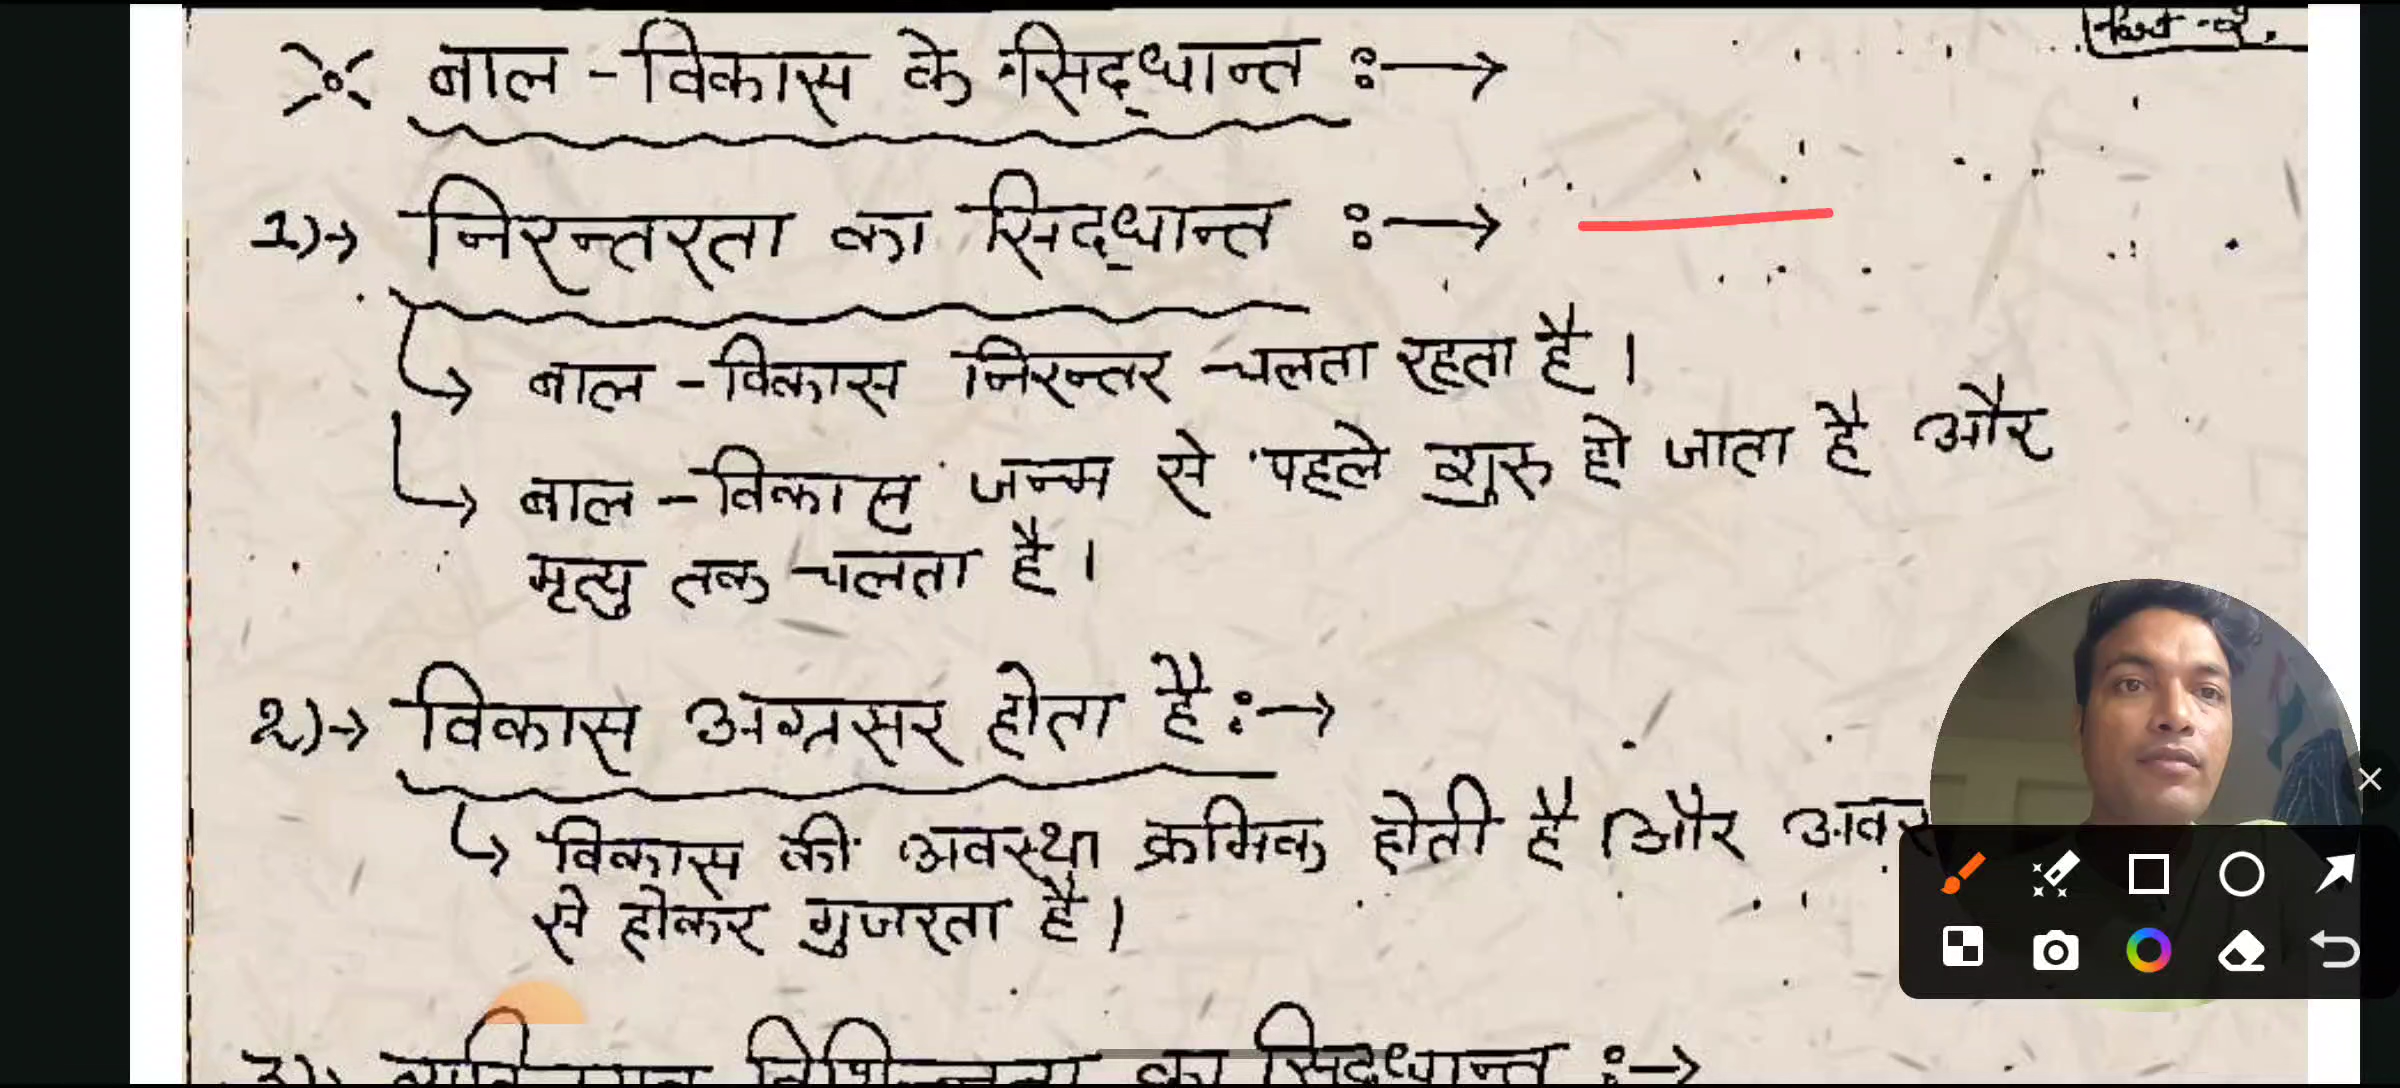 बाल-विकास के सिद्धान्त :→
1)→ निरन्तरता का सिद्धान्त :→
↳ बाल-विकास निरन्तर चलता रहता है।
↳ बाल-विकास जन्म से पहले शुरु हो जाता है और
मृत्यु तक चलता है।
2)→ विकास अग्रसर होता है:→
↳ विकास की अवस्था क्रमिक होती है।और
से होकर गुजरता है।
का सिद्धान्त :→